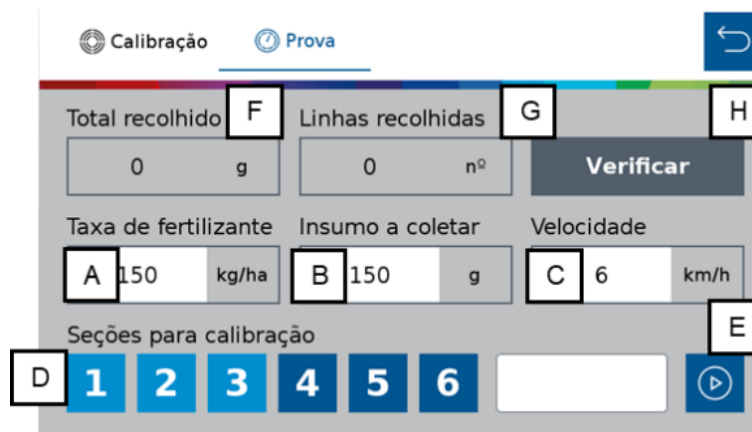 Calibração Prova
Total recolhido F Linhas recolhidas G H
0 g 0 nº Verificar
Taxa de fertilizante Insumo a coletar Velocidade
A 150 kg/ha B 150 g C 6 km/h
Seções para calibração E
D 1 2 3 4 5 6